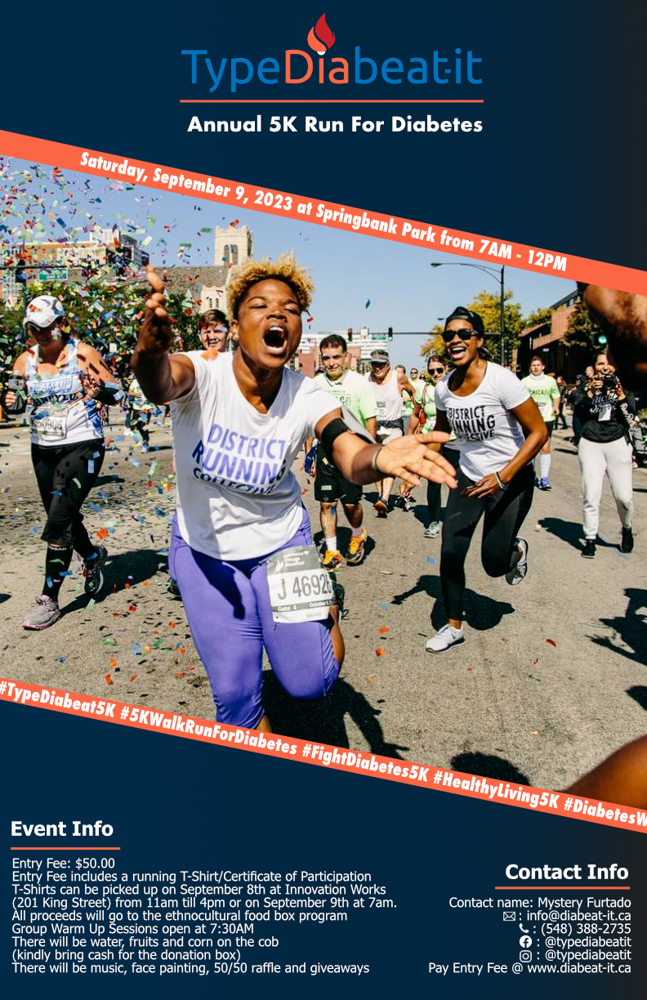 TypeDiabeat-it
Annual 5K Run For Diabetes
Saturday, September 9, 2023 at Springbank Park from 7AM - 12PM
DISTRICT
RUNNING
COLLECTIVE
DISTRICT
RUNNING
J 46926
#TypeDiabeat5K #5KWalkRunForDiabetes #FightDiabetes5K #HealthyLiving5K #DiabetesW
Event Info
Entry Fee: $50.00
Entry Fee includes a running T-Shirt/Certificate of Participation
T-Shirts can be picked up on September 8th at Innovation Works
(201 King Street) from 11am till 4pm or on September 9th at 7am.
All proceeds will go to the ethnocultural food box program
Group Warm Up Sessions open at 7:30AM
There will be water, fruits and corn on the cob
(kindly bring cash for the donation box)
There will be music, face painting, 50/50 raffle and giveaways
Contact Info
Contact name: Mystery Furtado
: info@diabeat-it.ca
: (548) 388-2735
: @typediabeatit
: @typediabeatit
Pay Entry Fee @ www.diabeat-it.ca